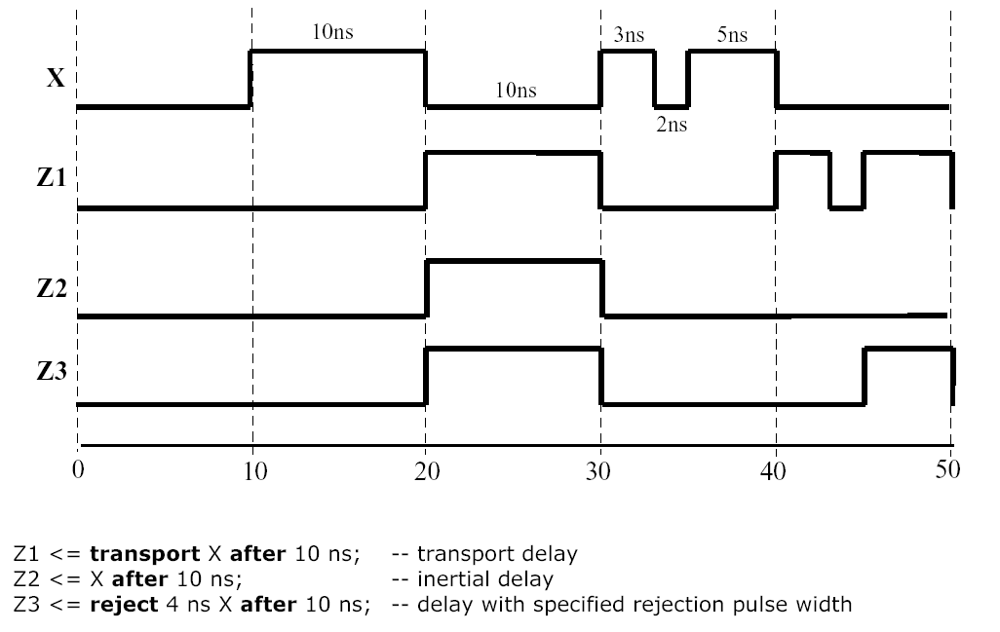 10ns
3ns
5ns
X
10ns
2ns
Z1
Z2
Z3
0 10 20 30 40 50
Z1 <= transport X after 10 ns; -- transport delay
Z2 <= X after 10 ns; -- inertial delay
Z3 <= reject 4 ns X after 10 ns; -- delay with specified rejection pulse width